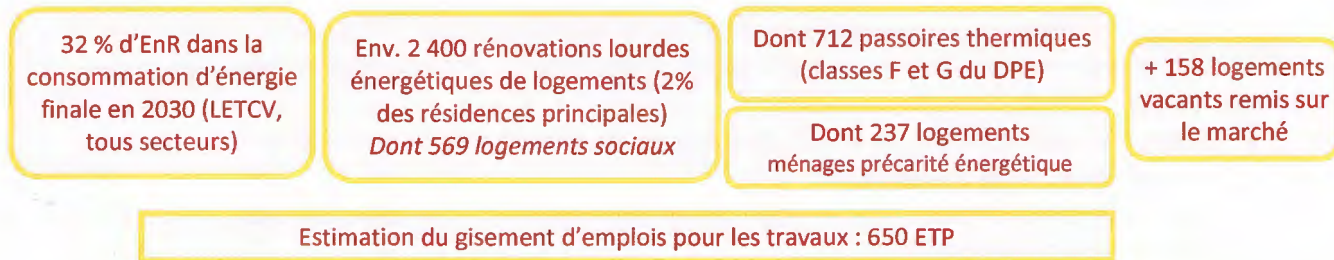 32 % d'EnR dans la
consommation d'énergie
finale en 2030 (LETCV,
tous secteurs)
Env. 2 400 rénovations lourdes
énergétiques de logements (2%
des résidences principales)
Dont 569 logements sociaux
Dont 712 passoires thermiques
(classes F et G du DPE)
Dont 237 logements
ménages précarité énergétique
+ 158 logements
vacants remis sur
le marché
Estimation du gisement d'emplois pour les travaux : 650 ETP